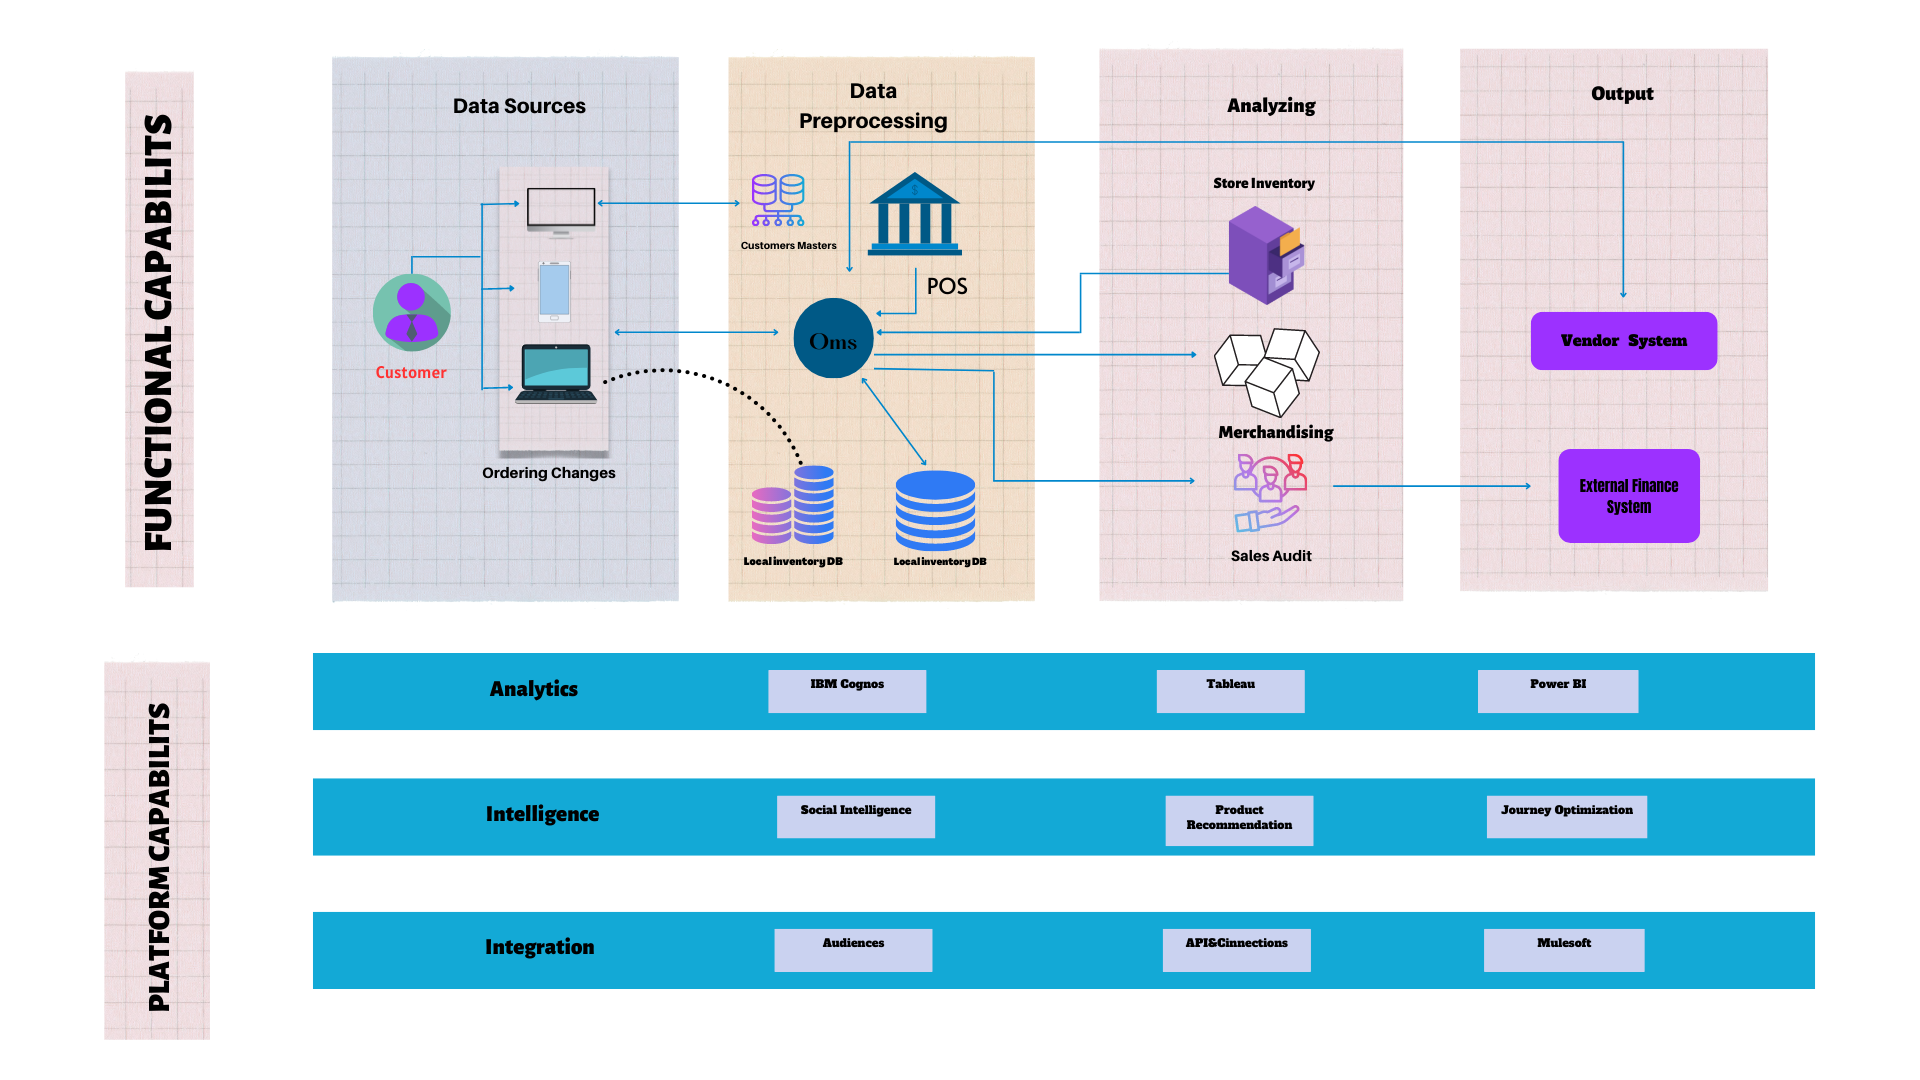 FUNCTIONAL CAPABILITS
Data Sources
Customer
Ordering Changes
Data
Preprocessing
Customers Masters
$
POS
Oms
Local inventory DB
Local inventory DB
Analyzing
Store Inventory
Merchandising
Sales Audit
Output
Vendor System
External Finance
System
PLATFORM CAPABILITS
Analytics
IBM Cognos
Tableau
Power BI
Intelligence
Social Intelligence
Product
Recommendation
Journey Optimization
Integration
Audiences
API&Cinnections
Mulesoft